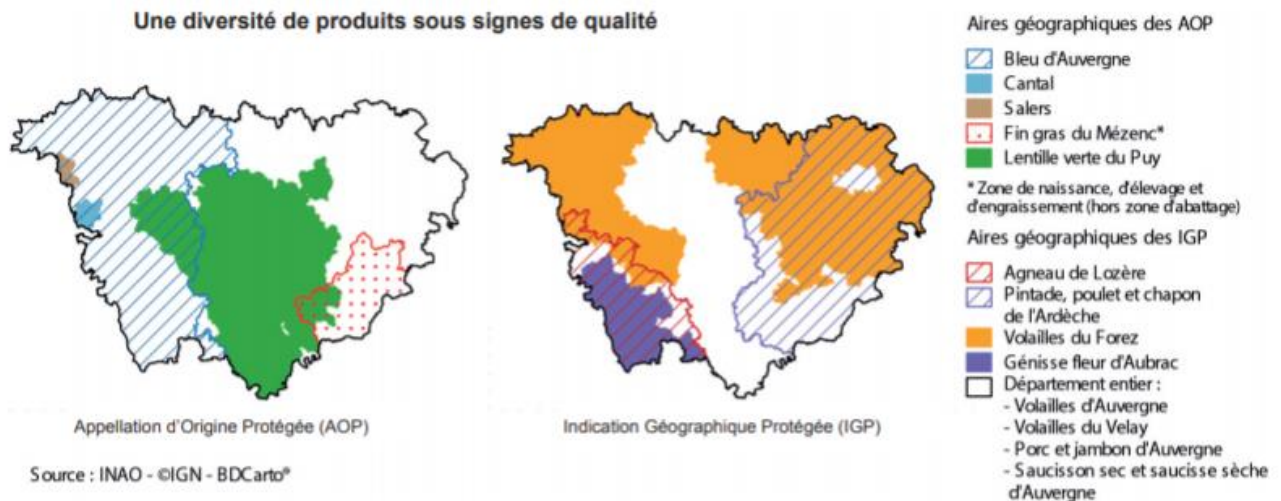 Une diversité de produits sous signes de qualité
Appellation d'Origine Protégée (AOP)
Indication Géographique Protégée (IGP)
Source : INAO - ©IGN - BDCarto®
Aires géographiques des AOP
Bleu d'Auvergne
Cantal
Salers
Fin gras du Mézenc*
Lentille verte du Puy
* Zone de naissance, d'élevage et
d'engraissement (hors zone d'abattage)
Aires géographiques des IGP
Agneau de Lozère
Pintade, poulet et chapon
de l'Ardèche
Volailles du Forez
Génisse fleur d'Aubrac
Département entier :
- Volailles d'Auvergne
- Volailles du Velay
- Porc et jambon d'Auvergne
- Saucisson sec et saucisse sèche
d'Auvergne